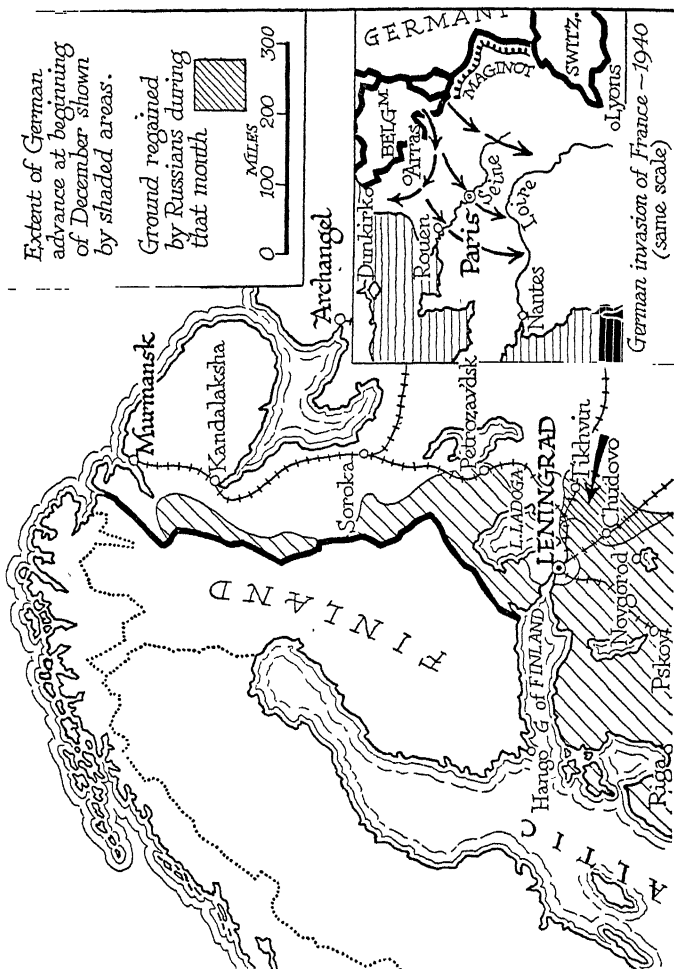 Extent of German
advance at beginning
of December shown
by shaded areas.
Ground regained
by Russians during
that month
0 100 200 300
MILES
GERMANY
BELGM
MAGINOT
SWITZ.
Dunkirk
Arras
Rouen
Seine
Paris
Loire
Nantes
Lyons
German invasion of France~1940
(same scale)
Murmansk
Kandalaksha
Archangel
Soroka
Petrozavdsk
FINLAND
L. LADOGA
LENINGRAD
Tikhvin
Chudovo
Novgorod
Pskov
Hango
G of FINLAND
Riga
ALTIC